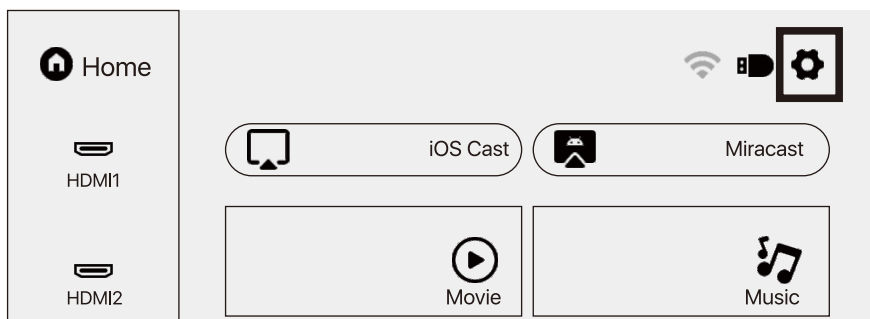 Home
HDMI1
HDMI2
iOS Cast
Miracast
Movie
Music